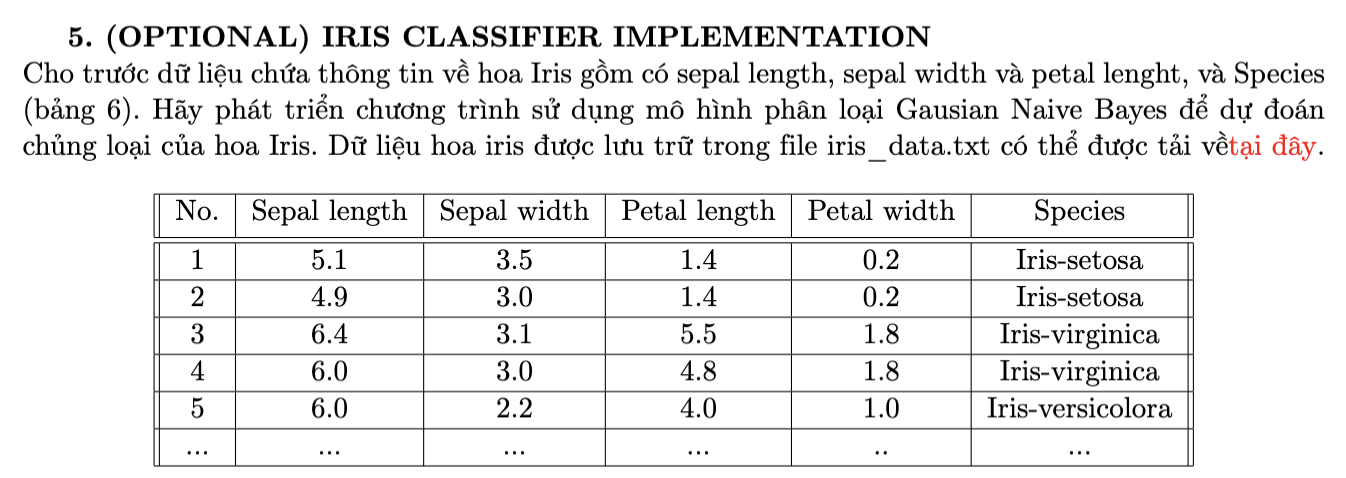 5. (OPTIONAL) IRIS CLASSIFIER IMPLEMENTATION
Cho trước dữ liệu chứa thông tin về hoa Iris gồm có sepal length, sepal width và petal lenght, và Species
(bảng 6). Hãy phát triển chương trình sử dụng mô hình phân loại Gausian Naive Bayes để dự đoán
chủng loại của hoa Iris. Dữ liệu hoa iris được lưu trữ trong file iris_data.txt có thể được tải vềtại đây.
No. Sepal length Sepal width Petal length Petal width Species
1 5.1 3.5 1.4 0.2 Iris-setosa
2 4.9 3.0 1.4 0.2 Iris-setosa
3 6.4 3.1 5.5 1.8 Iris-virginica
4 6.0 3.0 4.8 1.8 Iris-virginica
5 6.0 2.2 4.0 1.0 Iris-versicolora
... ... ... ... .. ...